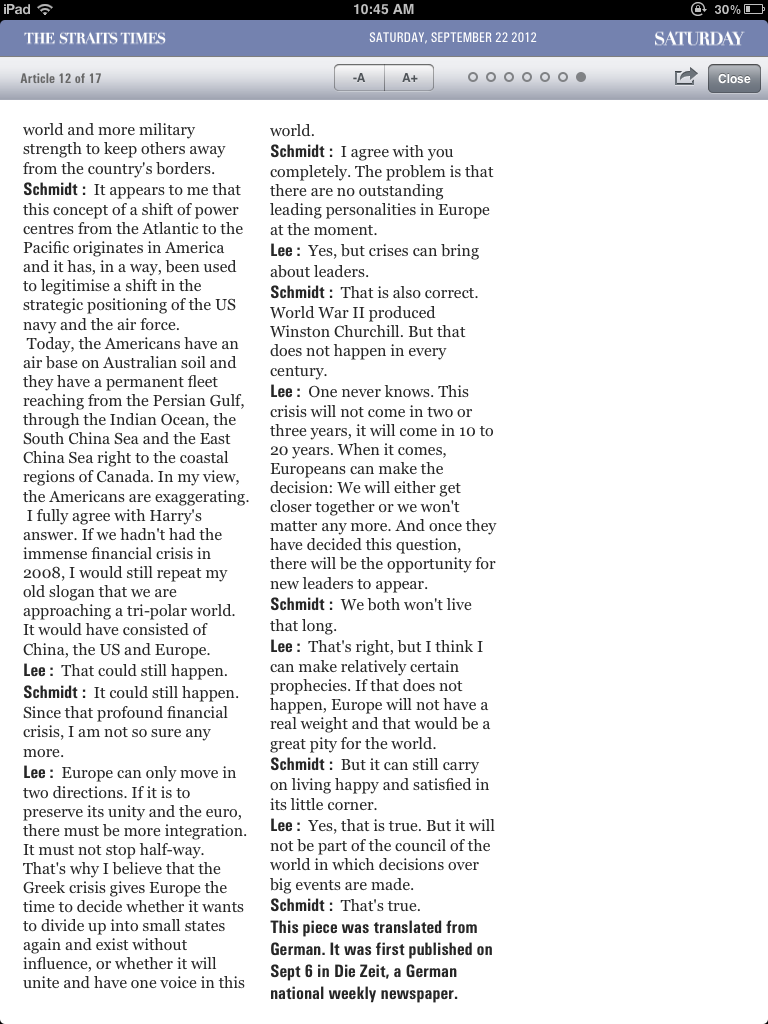 iPad 10:45 AM 30%
THE STRAITS TIMES SATURDAY, SEPTEMBER 22 2012 SATURDAY
Article 12 of 17 -A A+ Close
world and more military
strength to keep others away
from the country's borders.
Schmidt : It appears to me that
this concept of a shift of power
centres from the Atlantic to the
Pacific originates in America
and it has, in a way, been used
to legitimise a shift in the
strategic positioning of the US
navy and the air force.
Today, the Americans have an
air base on Australian soil and
they have a permanent fleet
reaching from the Persian Gulf,
through the Indian Ocean, the
South China Sea and the East
China Sea right to the coastal
regions of Canada. In my view,
the Americans are exaggerating.
I fully agree with Harry's
answer. If we hadn't had the
immense financial crisis in
2008, I would still repeat my
old slogan that we are
approaching a tri-polar world.
It would have consisted of
China, the US and Europe.
Lee : That could still happen.
Schmidt : It could still happen.
Since that profound financial
crisis, I am not so sure any
more.
Lee : Europe can only move in
two directions. If it is to
preserve its unity and the euro,
there must be more integration.
It must not stop half-way.
That's why I believe that the
Greek crisis gives Europe the
time to decide whether it wants
to divide up into small states
again and exist without
influence, or whether it will
unite and have one voice in this
world.
Schmidt : I agree with you
completely. The problem is that
there are no outstanding
leading personalities in Europe
at the moment.
Lee : Yes, but crises can bring
about leaders.
Schmidt : That is also correct.
World War II produced
Winston Churchill. But that
does not happen in every
century.
Lee : One never knows. This
crisis will not come in two or
three years, it will come in 10 to
20 years. When it comes,
Europeans can make the
decision: We will either get
closer together or we won't
matter any more. And once they
have decided this question,
there will be the opportunity for
new leaders to appear.
Schmidt : We both won't live
that long.
Lee : That's right, but I think I
can make relatively certain
prophecies. If that does not
happen, Europe will not have a
real weight and that would be a
great pity for the world.
Schmidt : But it can still carry
on living happy and satisfied in
its little corner.
Lee : Yes, that is true. But it will
not be part of the council of the
world in which decisions over
big events are made.
Schmidt : That's true.
This piece was translated from
German. It was first published on
Sept 6 in Die Zeit, a German
national weekly newspaper.